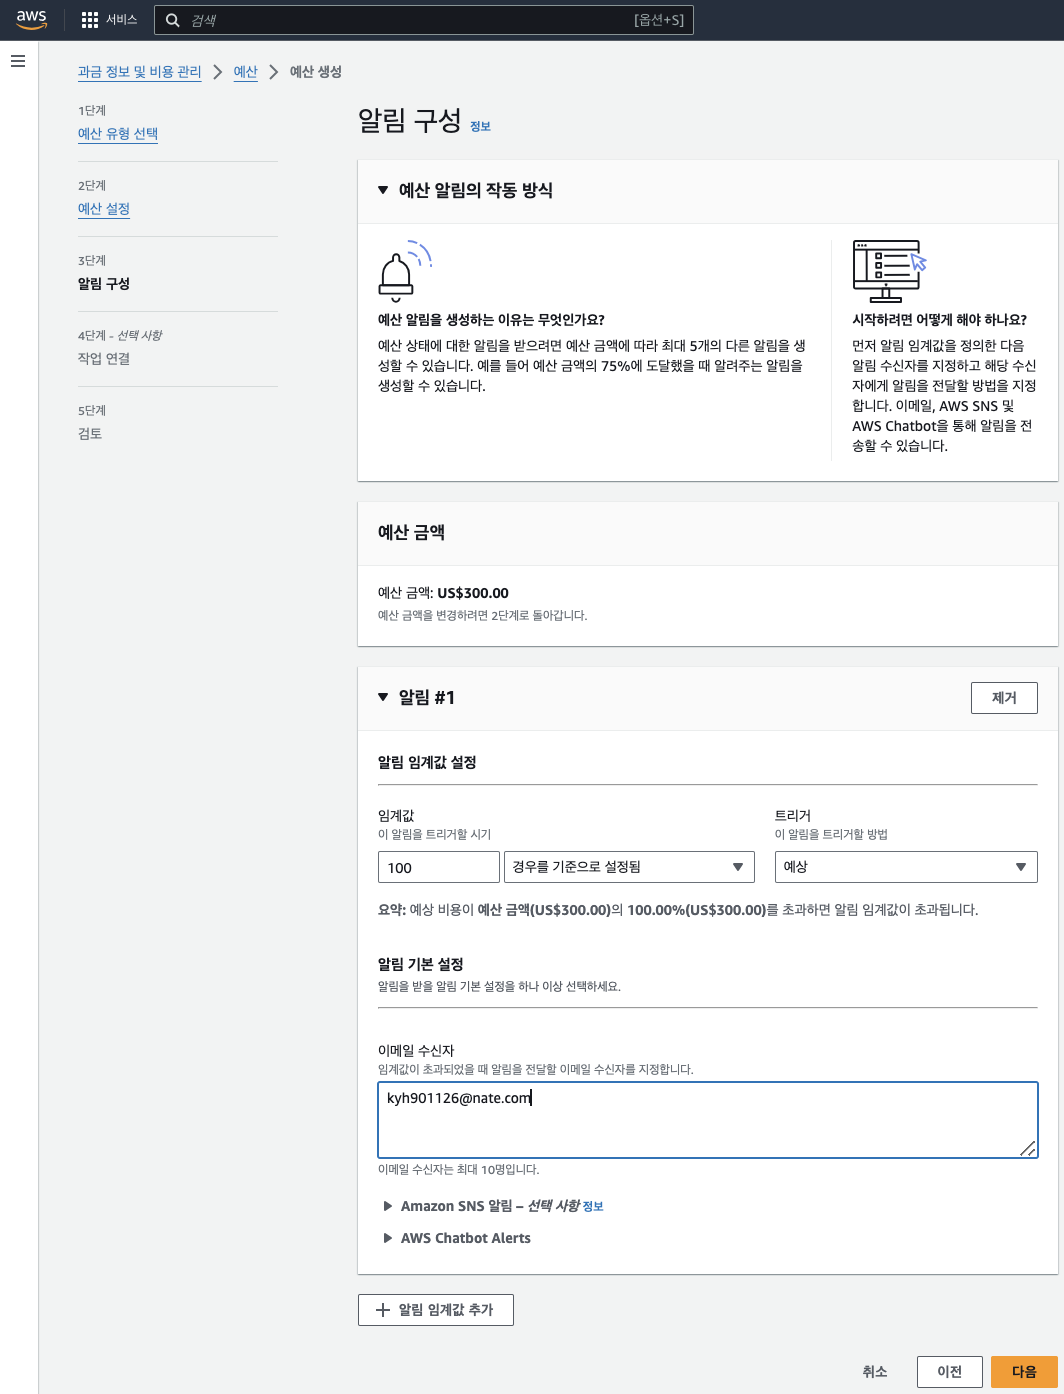 aws
서비스
검색
[옵션+S]
과금 정보 및 비용 관리
예산
예산 생성
1단계
예산 유형 선택
2단계
예산 설정
3단계
알림 구성
4단계 - 선택 사항
작업 연결
5단계
검토
알림 구성 정보
예산 알림의 작동 방식
예산 알림을 생성하는 이유는 무엇인가요?
예산 상태에 대한 알림을 받으려면 예산 금액에 따라 최대 5개의 다른 알림을 생
성할 수 있습니다. 예를 들어 예산 금액의 75%에 도달했을 때 알려주는 알림을
생성할 수 있습니다.
시작하려면 어떻게 해야 하나요?
먼저 알림 임계값을 정의한 다음
알림 수신자를 지정하고 해당 수신
자에게 알림을 전달할 방법을 지정
합니다. 이메일, AWS SNS 및
AWS Chatbot을 통해 알림을 전
송할 수 있습니다.
예산 금액
예산 금액: US$300.00
예산 금액을 변경하려면 2단계로 돌아갑니다.
알림 #1
제거
알림 임계값 설정
임계값
이 알림을 트리거할 시기
100
경우를 기준으로 설정됨
트리거
이 알림을 트리거할 방법
예상
요약: 예상 비용이 예산 금액(US$300.00)의 100.00%(US$300.00)를 초과하면 알림 임계값이 초과됩니다.
알림 기본 설정
알림을 받을 알림 기본 설정을 하나 이상 선택하세요.
이메일 수신자
임계값이 초과되었을 때 알림을 전달할 이메일 수신자를 지정합니다.
kyh901126@nate.com
이메일 수신자는 최대 10명입니다.
Amazon SNS 알림 – 선택 사항 정보
AWS Chatbot Alerts
알림 임계값 추가
취소
이전
다음